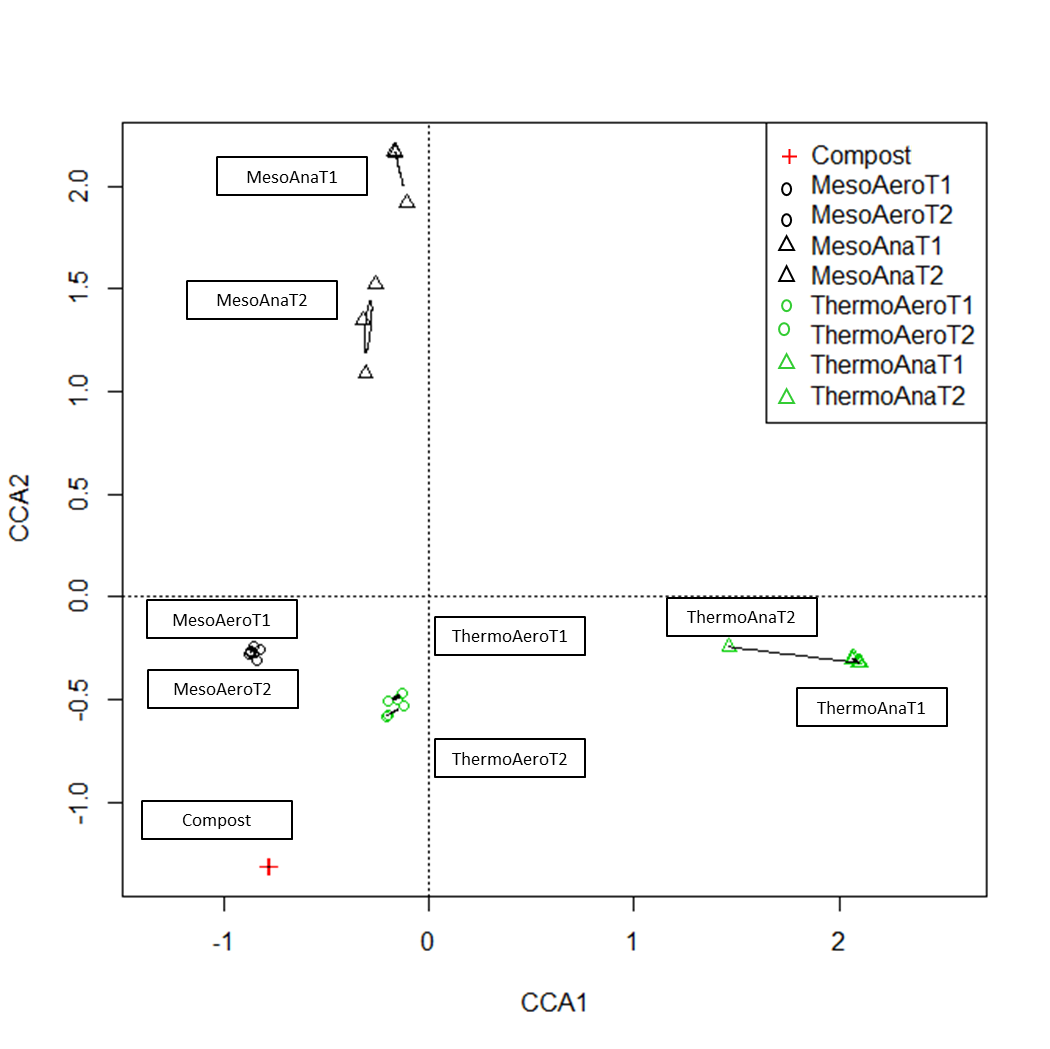 Compost
MesoAeroT1
MesoAeroT2
MesoAnaT1
MesoAnaT2
ThermoAeroT1
ThermoAeroT2
ThermoAnaT1
ThermoAnaT2
MesoAnaT1
MesoAnaT2
MesoAeroT1
MesoAeroT2
ThermoAeroT1
ThermoAeroT2
ThermoAnaT2
ThermoAnaT1
Compost
2.0
1.5
1.0
0.5
0.0
-0.5
-1.0
CCA2
-1 0 1 2
CCA1